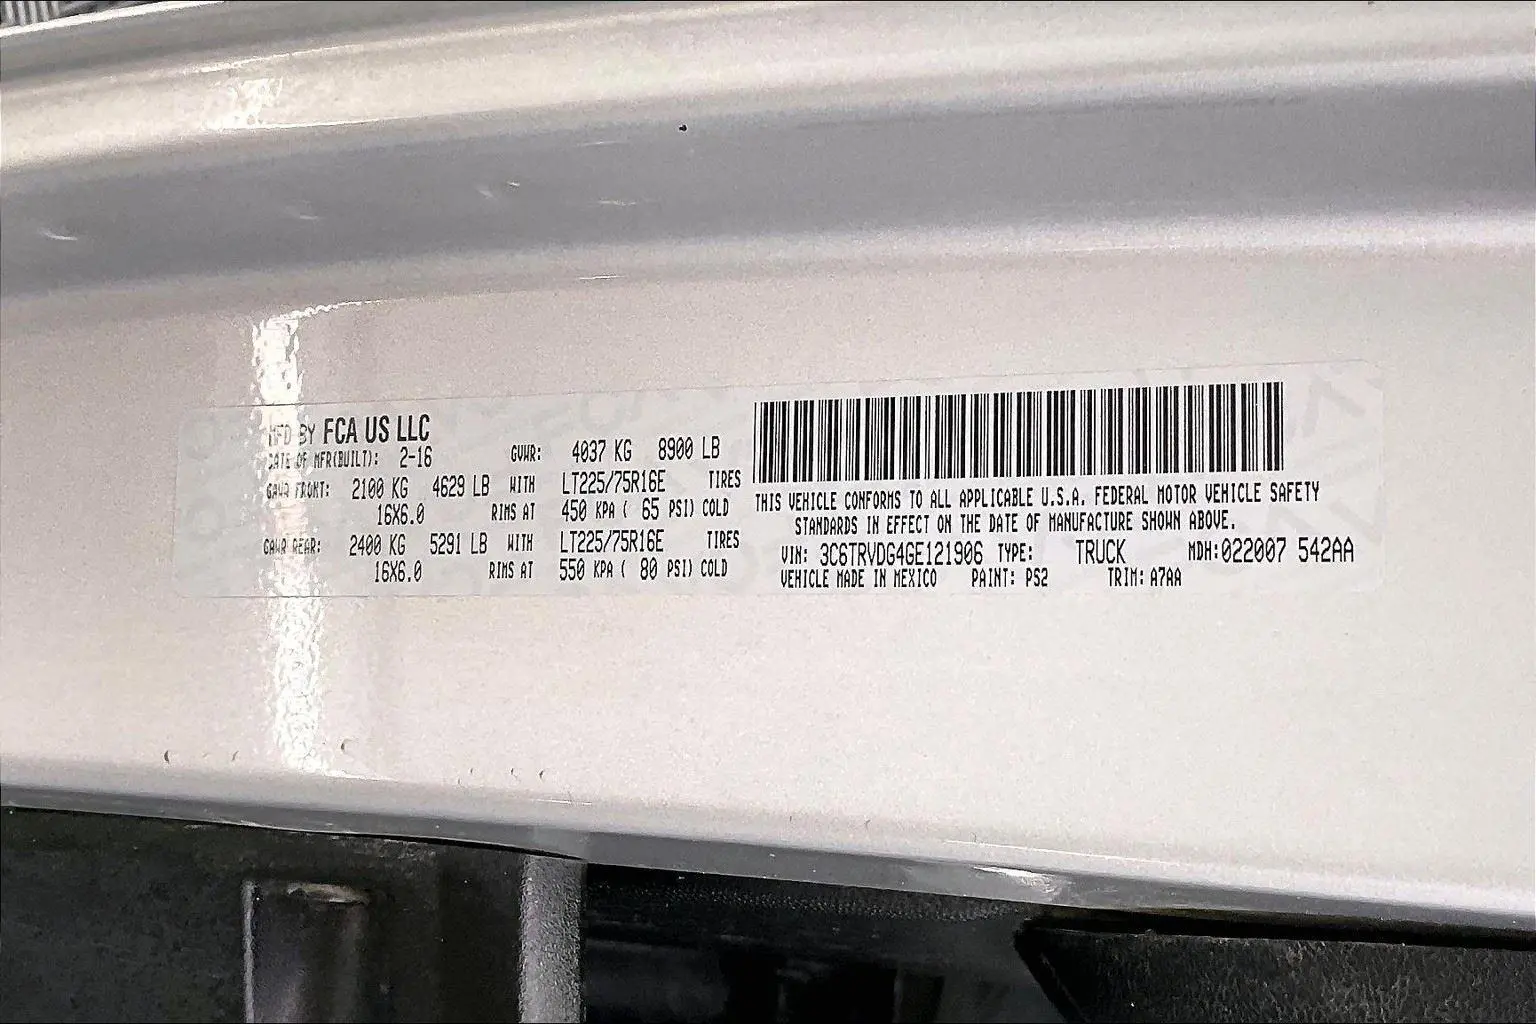 MFD BY FCA US LLC
DATE OF MFR(BUILT): 2-16 GVWR: 4037 KG 8900 LB
GAWR FRONT: 2100 KG 4629 LB WITH LT225/75R16E TIRES
16X6.0 RIMS AT 450 KPA ( 65 PSI) COLD
GAWR REAR: 2400 KG 5291 LB WITH LT225/75R16E TIRES
16X6.0 RIMS AT 550 KPA ( 80 PSI) COLD
THIS VEHICLE CONFORMS TO ALL APPLICABLE U.S.A. FEDERAL MOTOR VEHICLE SAFETY
STANDARDS IN EFFECT ON THE DATE OF MANUFACTURE SHOWN ABOVE.
VIN: 3C6TRVDG4GE121906 TYPE: TRUCK MDH:022007 542AA
VEHICLE MADE IN MEXICO PAINT: PS2 TRIM: A7AA